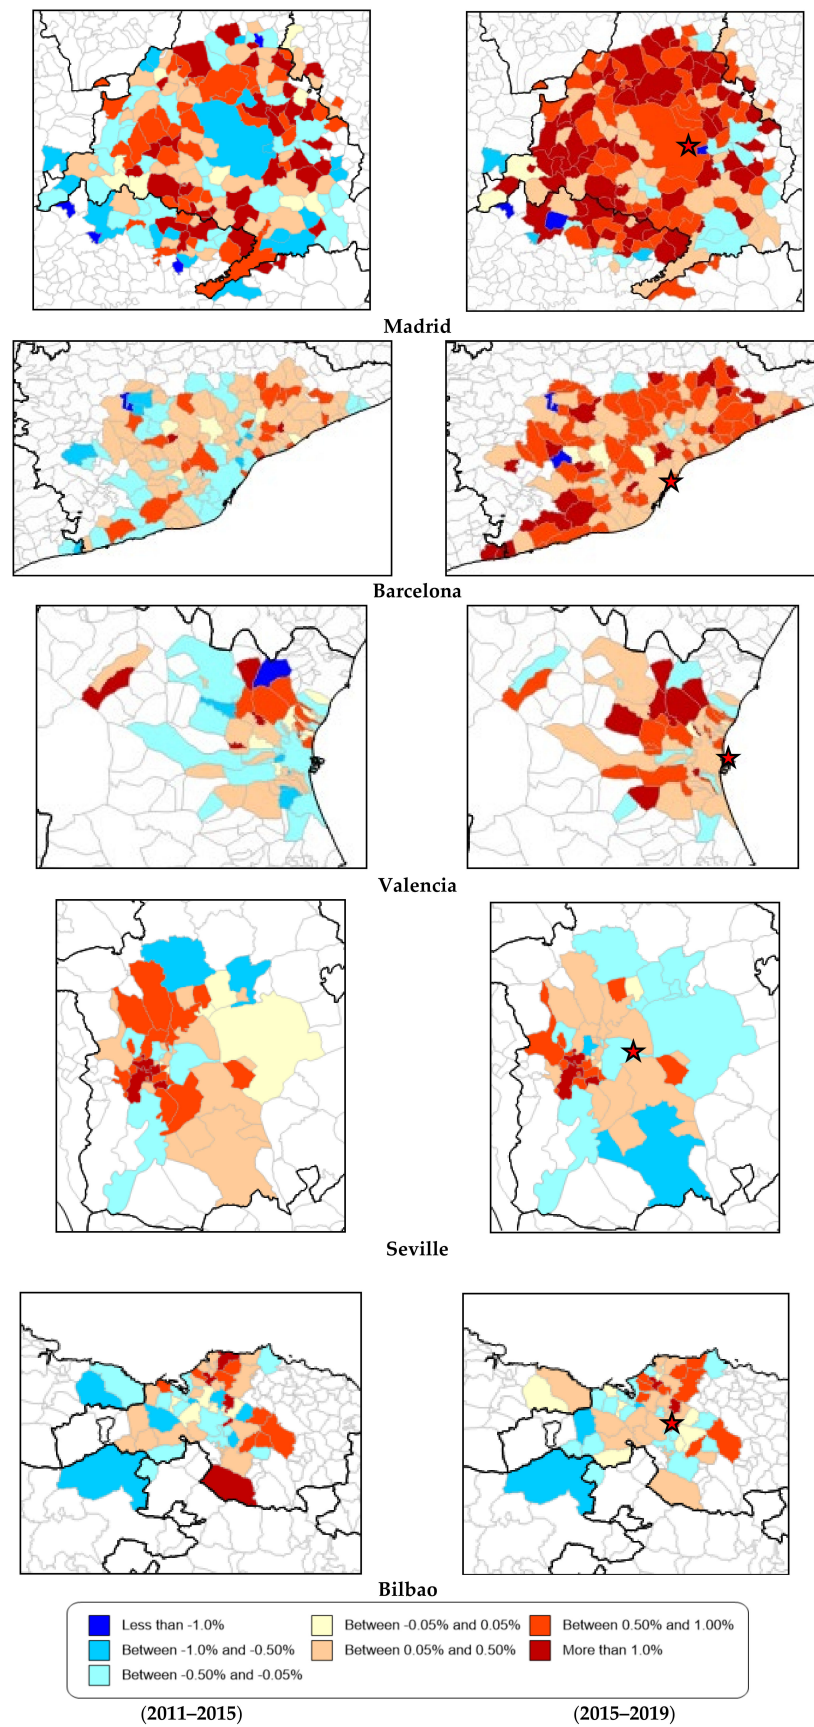 Madrid
Barcelona
Valencia
Seville
Bilbao
Less than -1.0% Between -0.05% and 0.05% Between 0.50% and 1.00%
Between -1.0% and -0.50% Between 0.05% and 0.50% More than 1.0%
Between -0.50% and -0.05%
(2011–2015) (2015–2019)